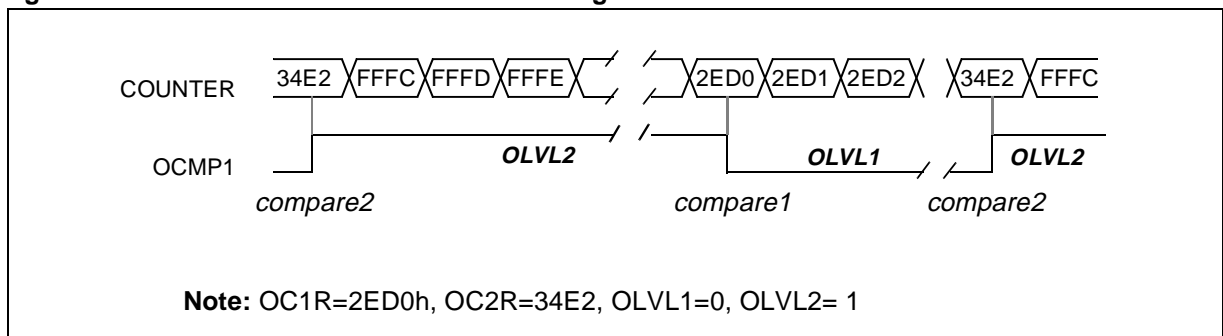 COUNTER 34E2 FFFC FFFD FFFE 2ED0 2ED1 2ED2 34E2 FFFC
OCMP1 OLVL2 OLVL1 OLVL2
compare2 compare1 compare2
Note: OC1R=2ED0h, OC2R=34E2, OLVL1=0, OLVL2= 1